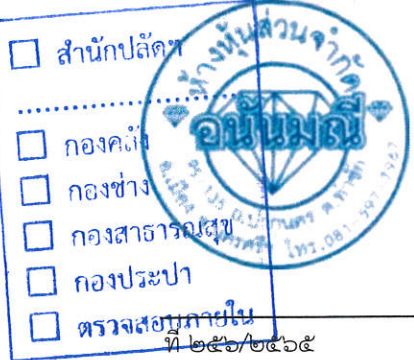 สำนักปลัดฯ
กองคลัง
กองช่าง
กองสาธารณสุข
กองประปา
ตรวจสอบภายใน
ห้างหุ้นส่วนจำกัด
อนันมณี
ที่ ๒๕๖/๒๕๖๕